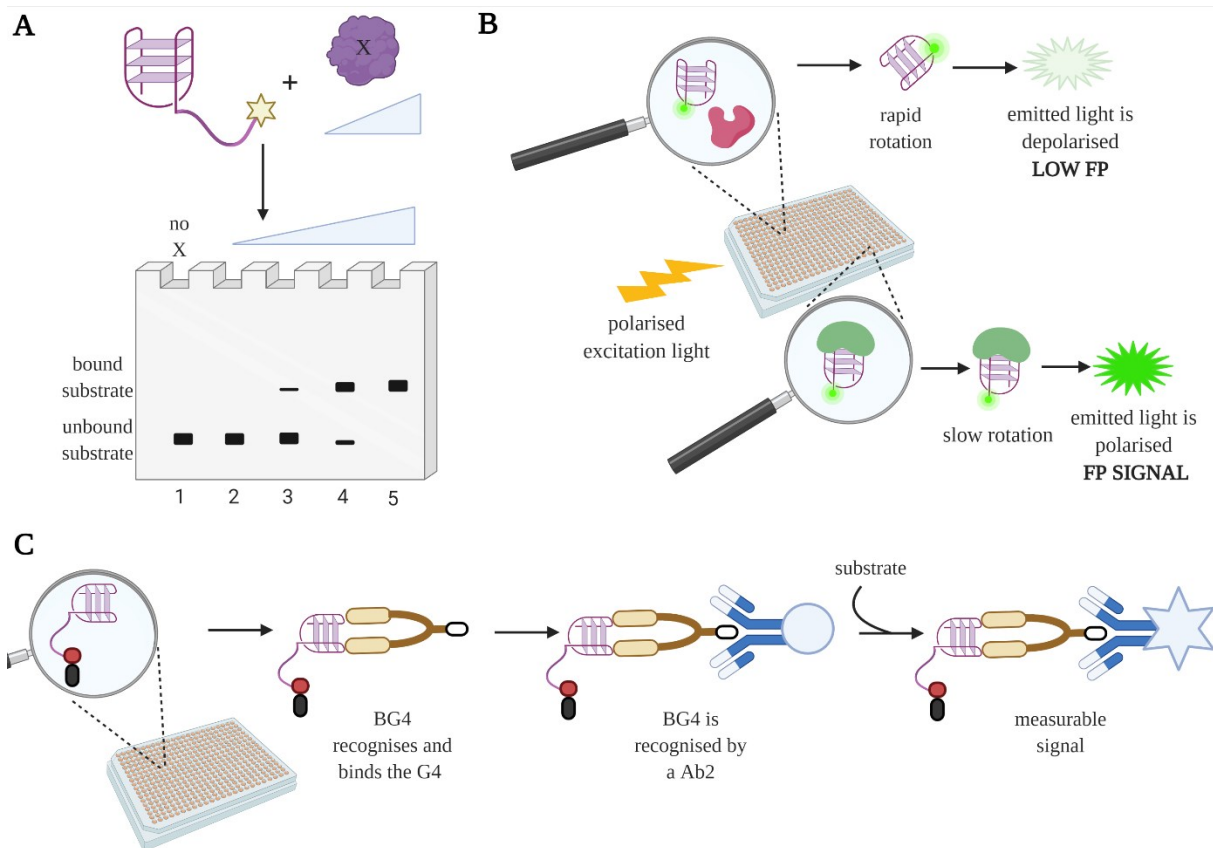 A
X
+
no
X
bound
substrate
unbound
substrate
1 2 3 4 5
B
rapid
rotation
emitted light is
depolarised
LOW FP
polarised
excitation light
slow rotation
emitted light is
polarised
FP SIGNAL
C
BG4
recognises and
binds the G4
BG4 is
recognised by
a Ab2
substrate
measurable
signal